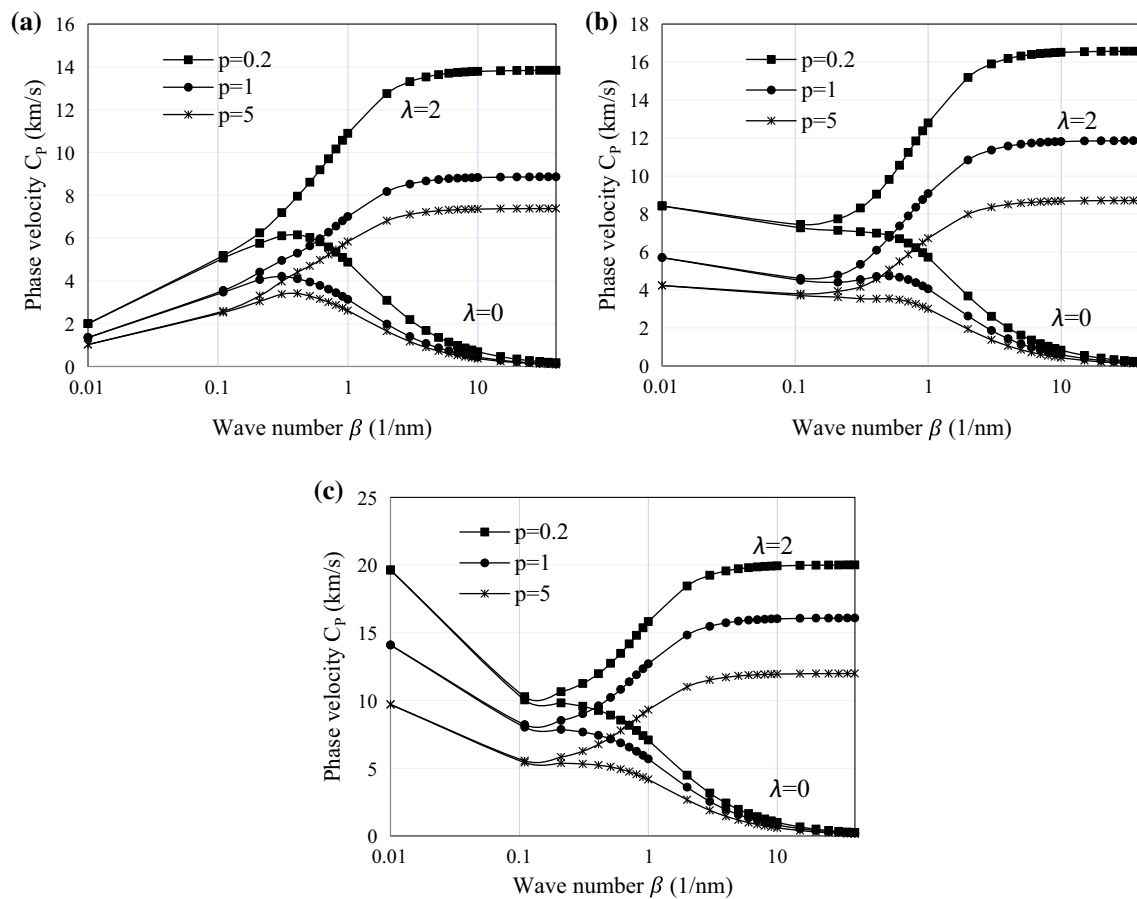 (a)
16
14
12
10
8
6
4
2
0
Phase velocity C_P (km/s)
p=0.2
p=1
p=5
λ=2
λ=0
0.01
0.1
1
10
Wave number β (1/nm)
(b)
18
16
14
12
10
8
6
4
2
0
Phase velocity C_P (km/s)
p=0.2
p=1
p=5
λ=2
λ=0
0.01
0.1
1
10
Wave number β (1/nm)
(c)
25
20
15
10
5
0
Phase velocity C_P (km/s)
p=0.2
p=1
p=5
λ=2
λ=0
0.01
0.1
1
10
Wave number β (1/nm)